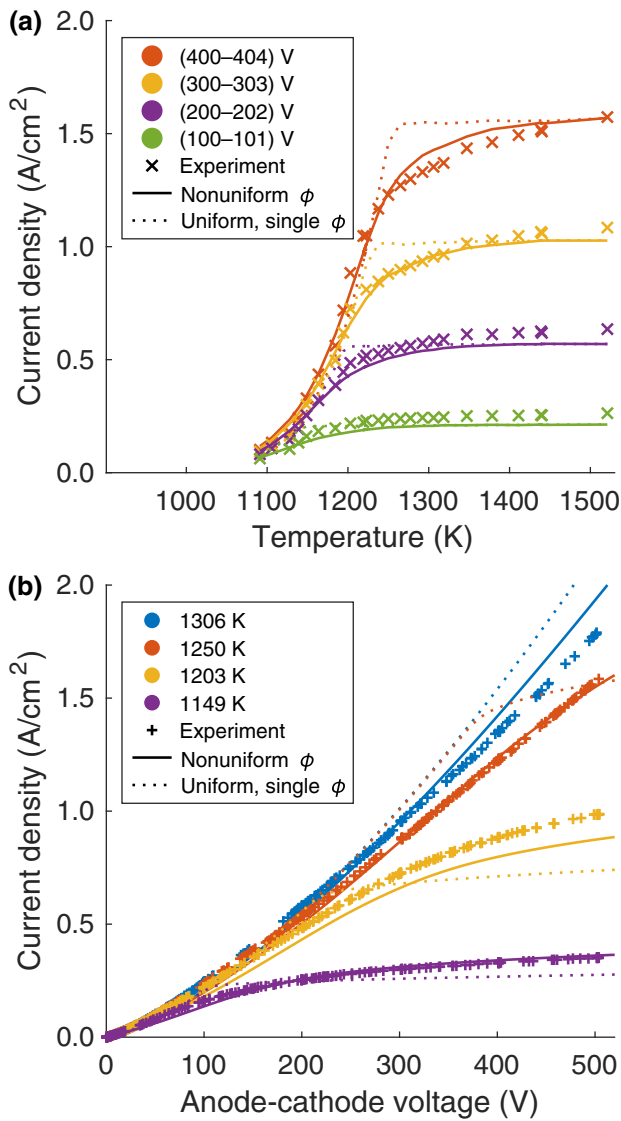 (a)
2.0
1.5
1.0
0.5
0.0
Current density (A/cm²)
(400–404) V
(300–303) V
(200–202) V
(100–101) V
Experiment
Nonuniform ϕ
Uniform, single ϕ
1000 1100 1200 1300 1400 1500
Temperature (K)
(b)
2.0
1.5
1.0
0.5
0.0
Current density (A/cm²)
1306 K
1250 K
1203 K
1149 K
Experiment
Nonuniform ϕ
Uniform, single ϕ
0 100 200 300 400 500
Anode-cathode voltage (V)